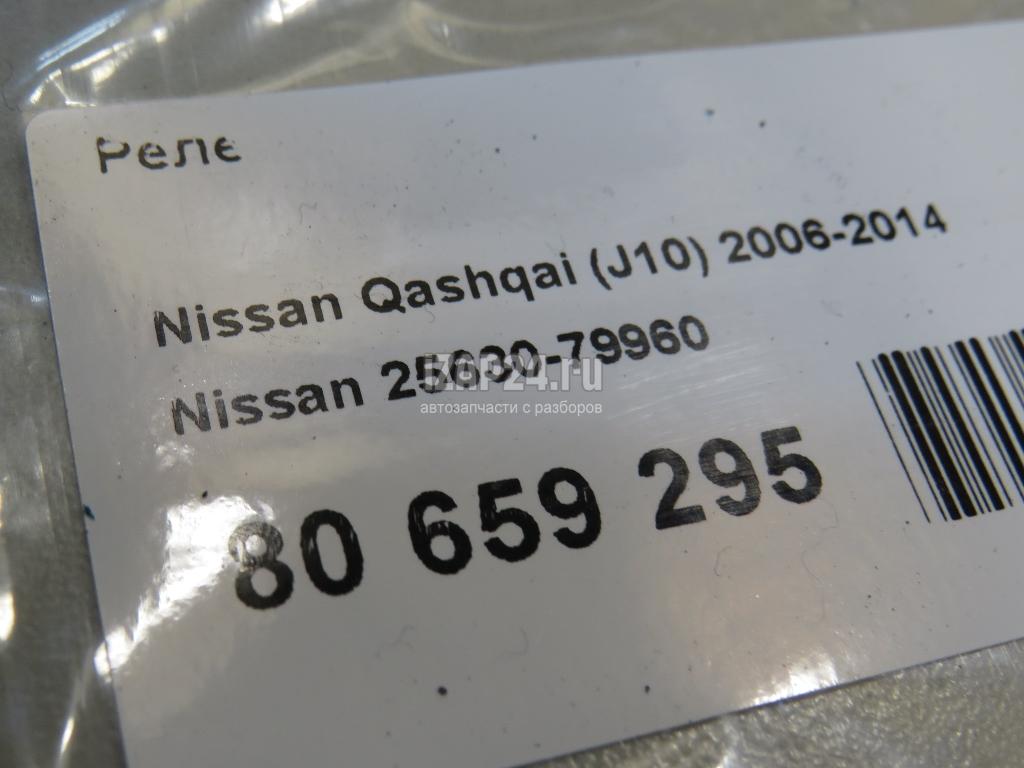 Реле
Nissan Qashqai (J10) 2006-2014
Nissan 25630-79960
ZAP24.ru
автозапчасти с разборов
80 659 295